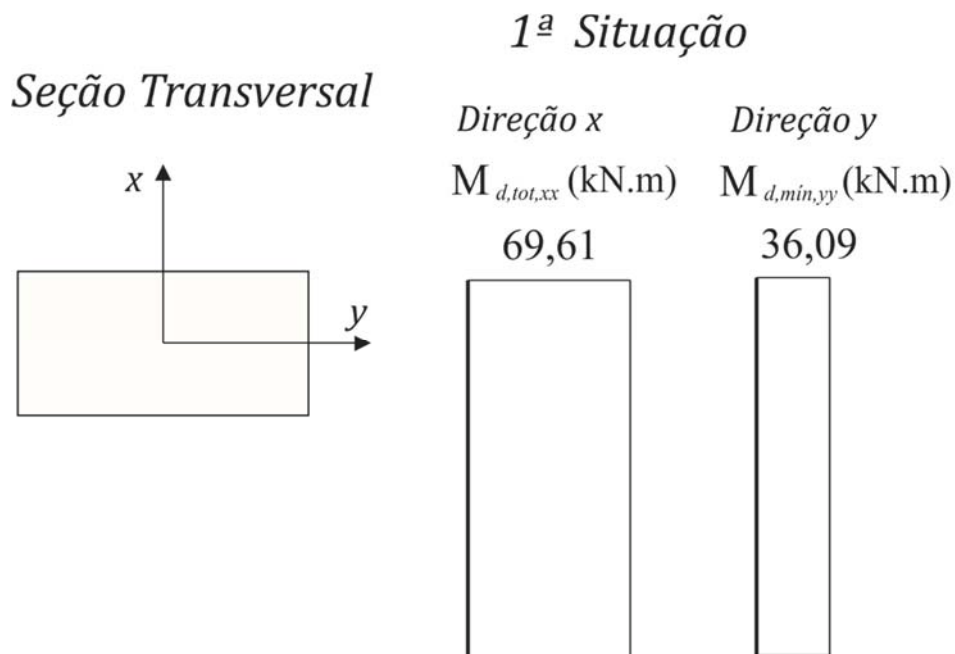 1ª Situação
Seção Transversal
Direção x
Direção y
M d,tot,xx (kN.m)
M d,mín,yy (kN.m)
x
69,61
36,09
y